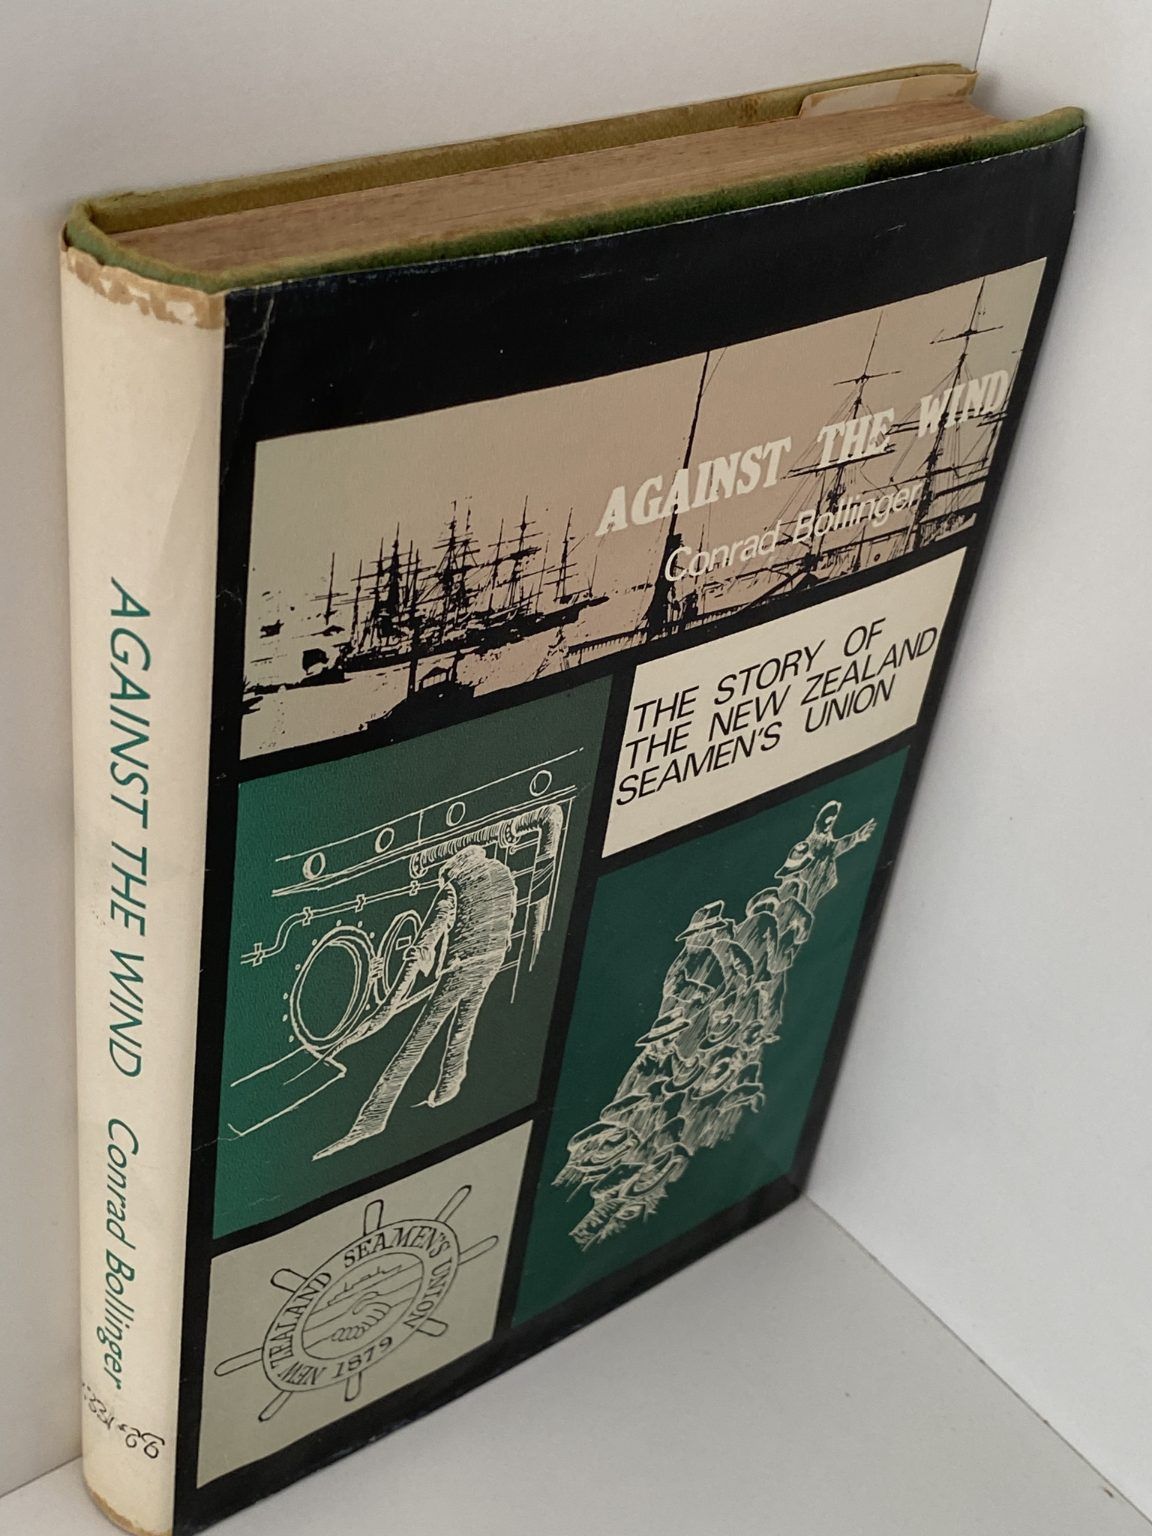 AGAINST THE WIND
Conrad Bollinger
THE STORY OF
THE NEW ZEALAND
SEAMEN'S UNION
NEW ZEALAND SEAMEN'S UNION
1879
AGAINST THE WIND Conrad Bollinger